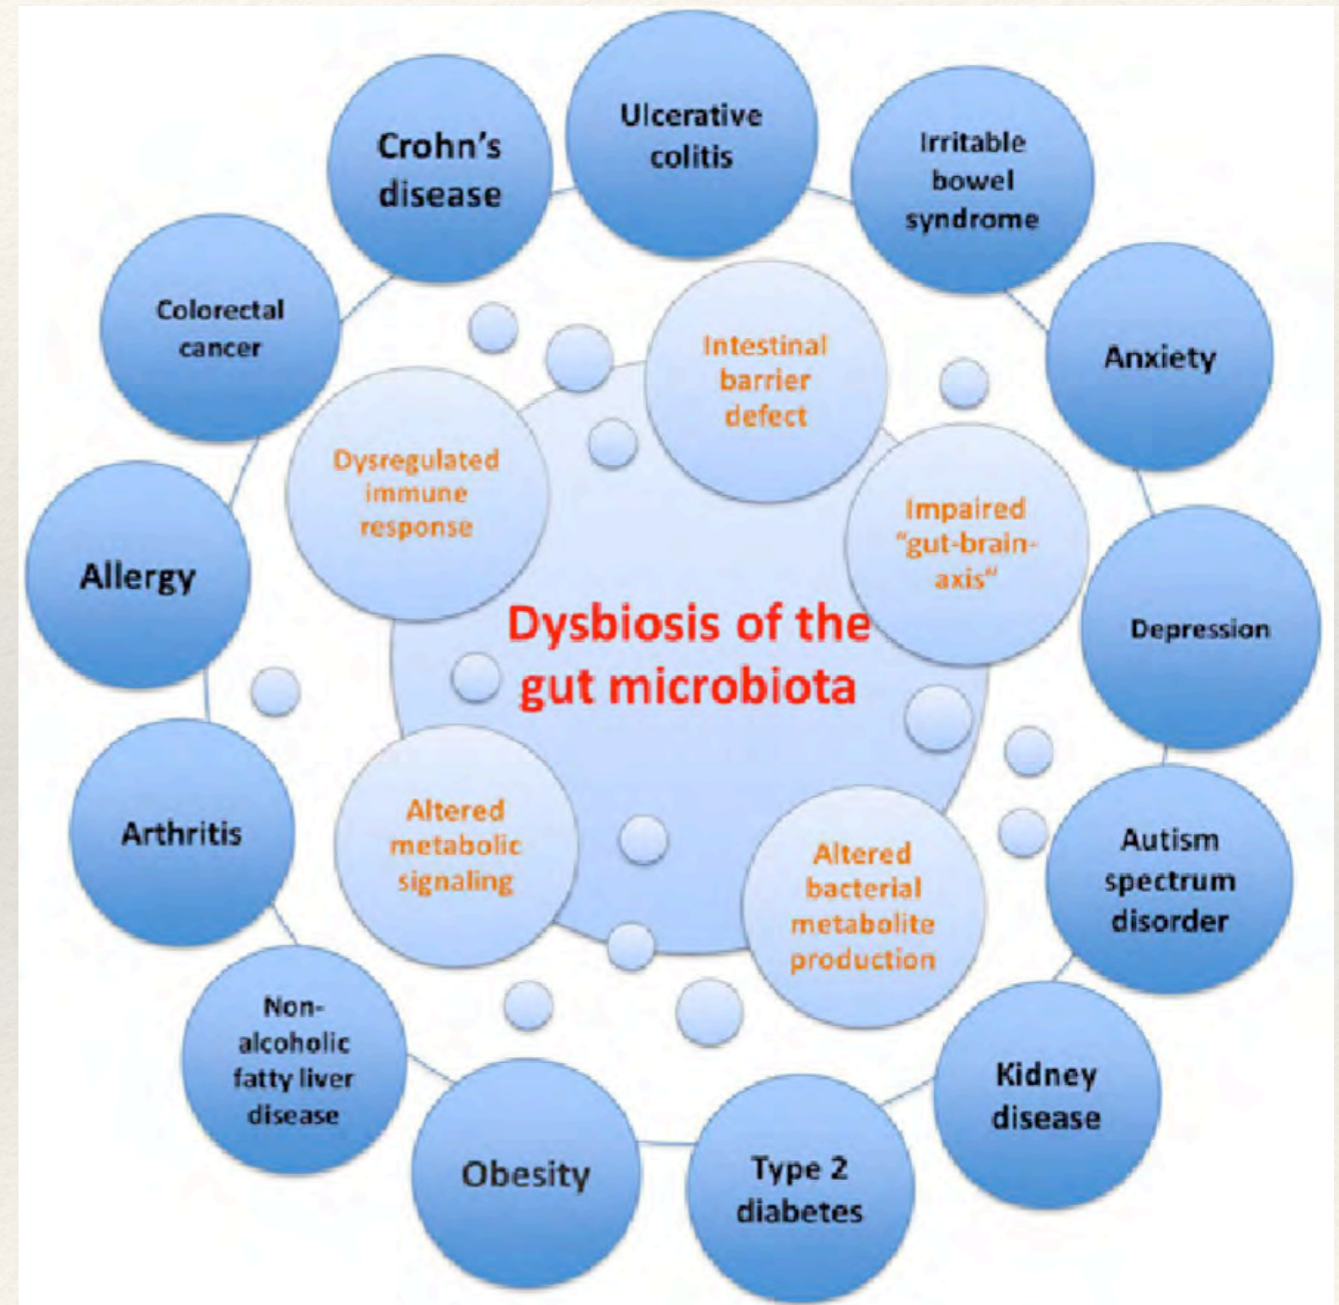 Ulcerative
colitis
Irritable
bowel
syndrome
Anxiety
Depression
Autism
spectrum
disorder
Kidney
disease
Type 2
diabetes
Obesity
Non-
alcoholic
fatty liver
disease
Arthritis
Allergy
Colorectal
cancer
Crohn’s
disease
Intestinal
barrier
defect
Impaired
“gut-brain-
axis“
Altered
bacterial
metabolite
production
Altered
metabolic
signaling
Dysregulated
immune
response
Dysbiosis of the
gut microbiota